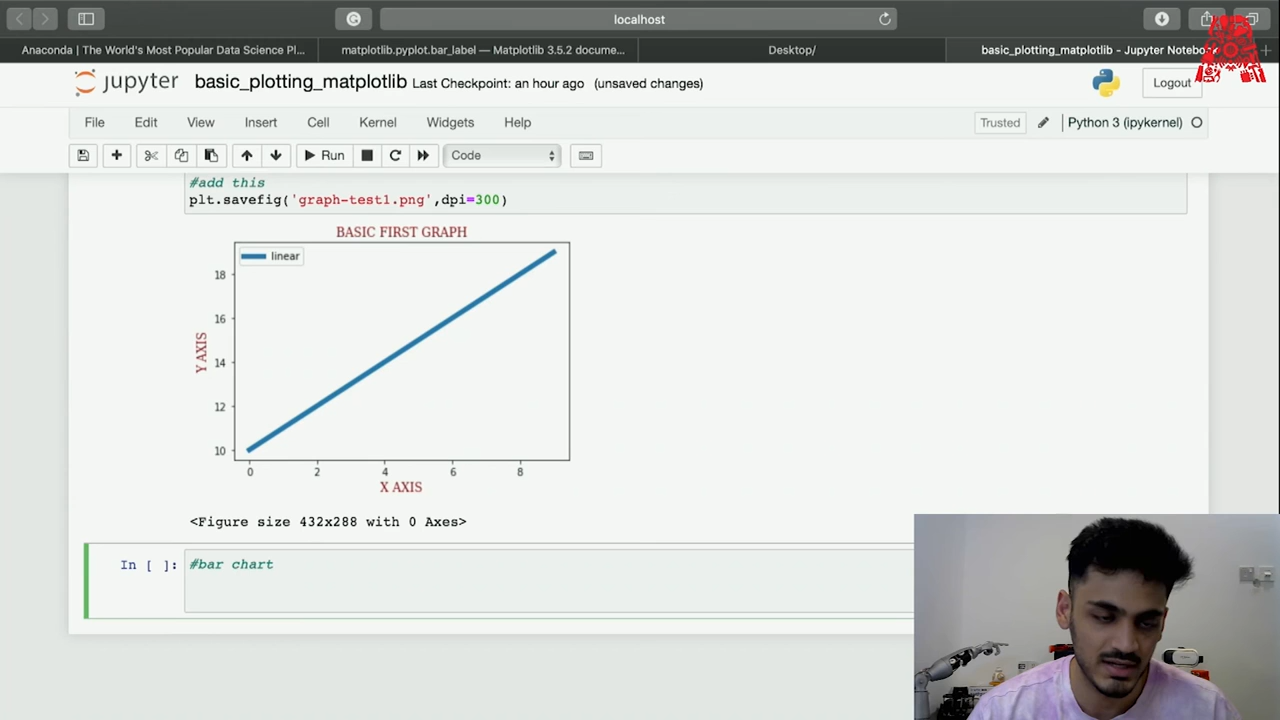 localhost
Anaconda | The World's Most Popular Data Science Pl...
matplotlib.pyplot.bar_label — Matplotlib 3.5.2 docume...
Desktop/
basic_plotting_matplotlib - Jupyter Notebook
jupyter basic_plotting_matplotlib Last Checkpoint: an hour ago (unsaved changes)
Logout
File Edit View Insert Cell Kernel Widgets Help
Trusted
Python 3 (ipykernel)
Run
Code
#add this
plt.savefig('graph-test1.png',dpi=300)
BASIC FIRST GRAPH
linear
18
16
14
12
10
Y AXIS
0 2 4 6 8
X AXIS
<Figure size 432x288 with 0 Axes>
In [ ]: #bar chart